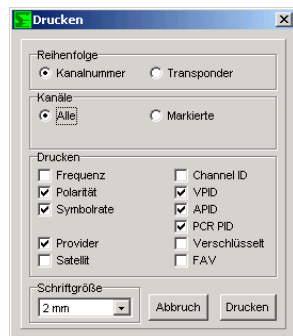 Drucken
Reihenfolge
Kanalnummer Transponder
Kanäle
Alle Markierte
Drucken
Frequenz Channel ID
Polarität VPID
Symbolrate APID
PCR PID
Provider Verschlüsselt
Satellit FAV
Schriftgröße
2 mm Abbruch Drucken